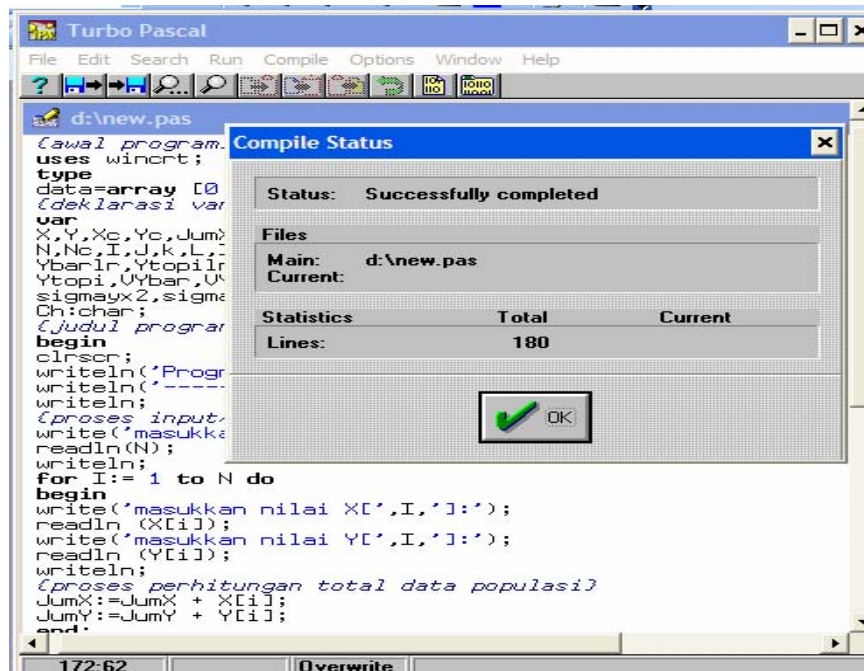 Turbo Pascal
File Edit Search Run Compile Options Window Help
d:\new.pas
{awal program.
uses wincrt;
type
data=array [0
{deklarasi var
var
X,Y,Xc,Yc,JumX
N,Nc,I,J,k,L,
Ybarlr,Ytopilr
Ytopi,VYbar,
sigmayx2,sigma
Ch:char;
{judul program
begin
clrscr;
writeln('Progr
writeln('-----
writeln;
{proses input
write('masukka
readln(N);
writeln;
for I:= 1 to N do
begin
write('masukkan nilai X[',I,']:');
readln (X[i]);
write('masukkan nilai Y[',I,']:');
readln (Y[i]);
writeln;
{proses perhitungan total data populasi}
JumX:=JumX + X[i];
JumY:=JumY + Y[i];
end;
172:62 Overwrite
Compile Status
Status: Successfully completed
Files
Main: d:\new.pas
Current:
Statistics Total Current
Lines: 180
OK